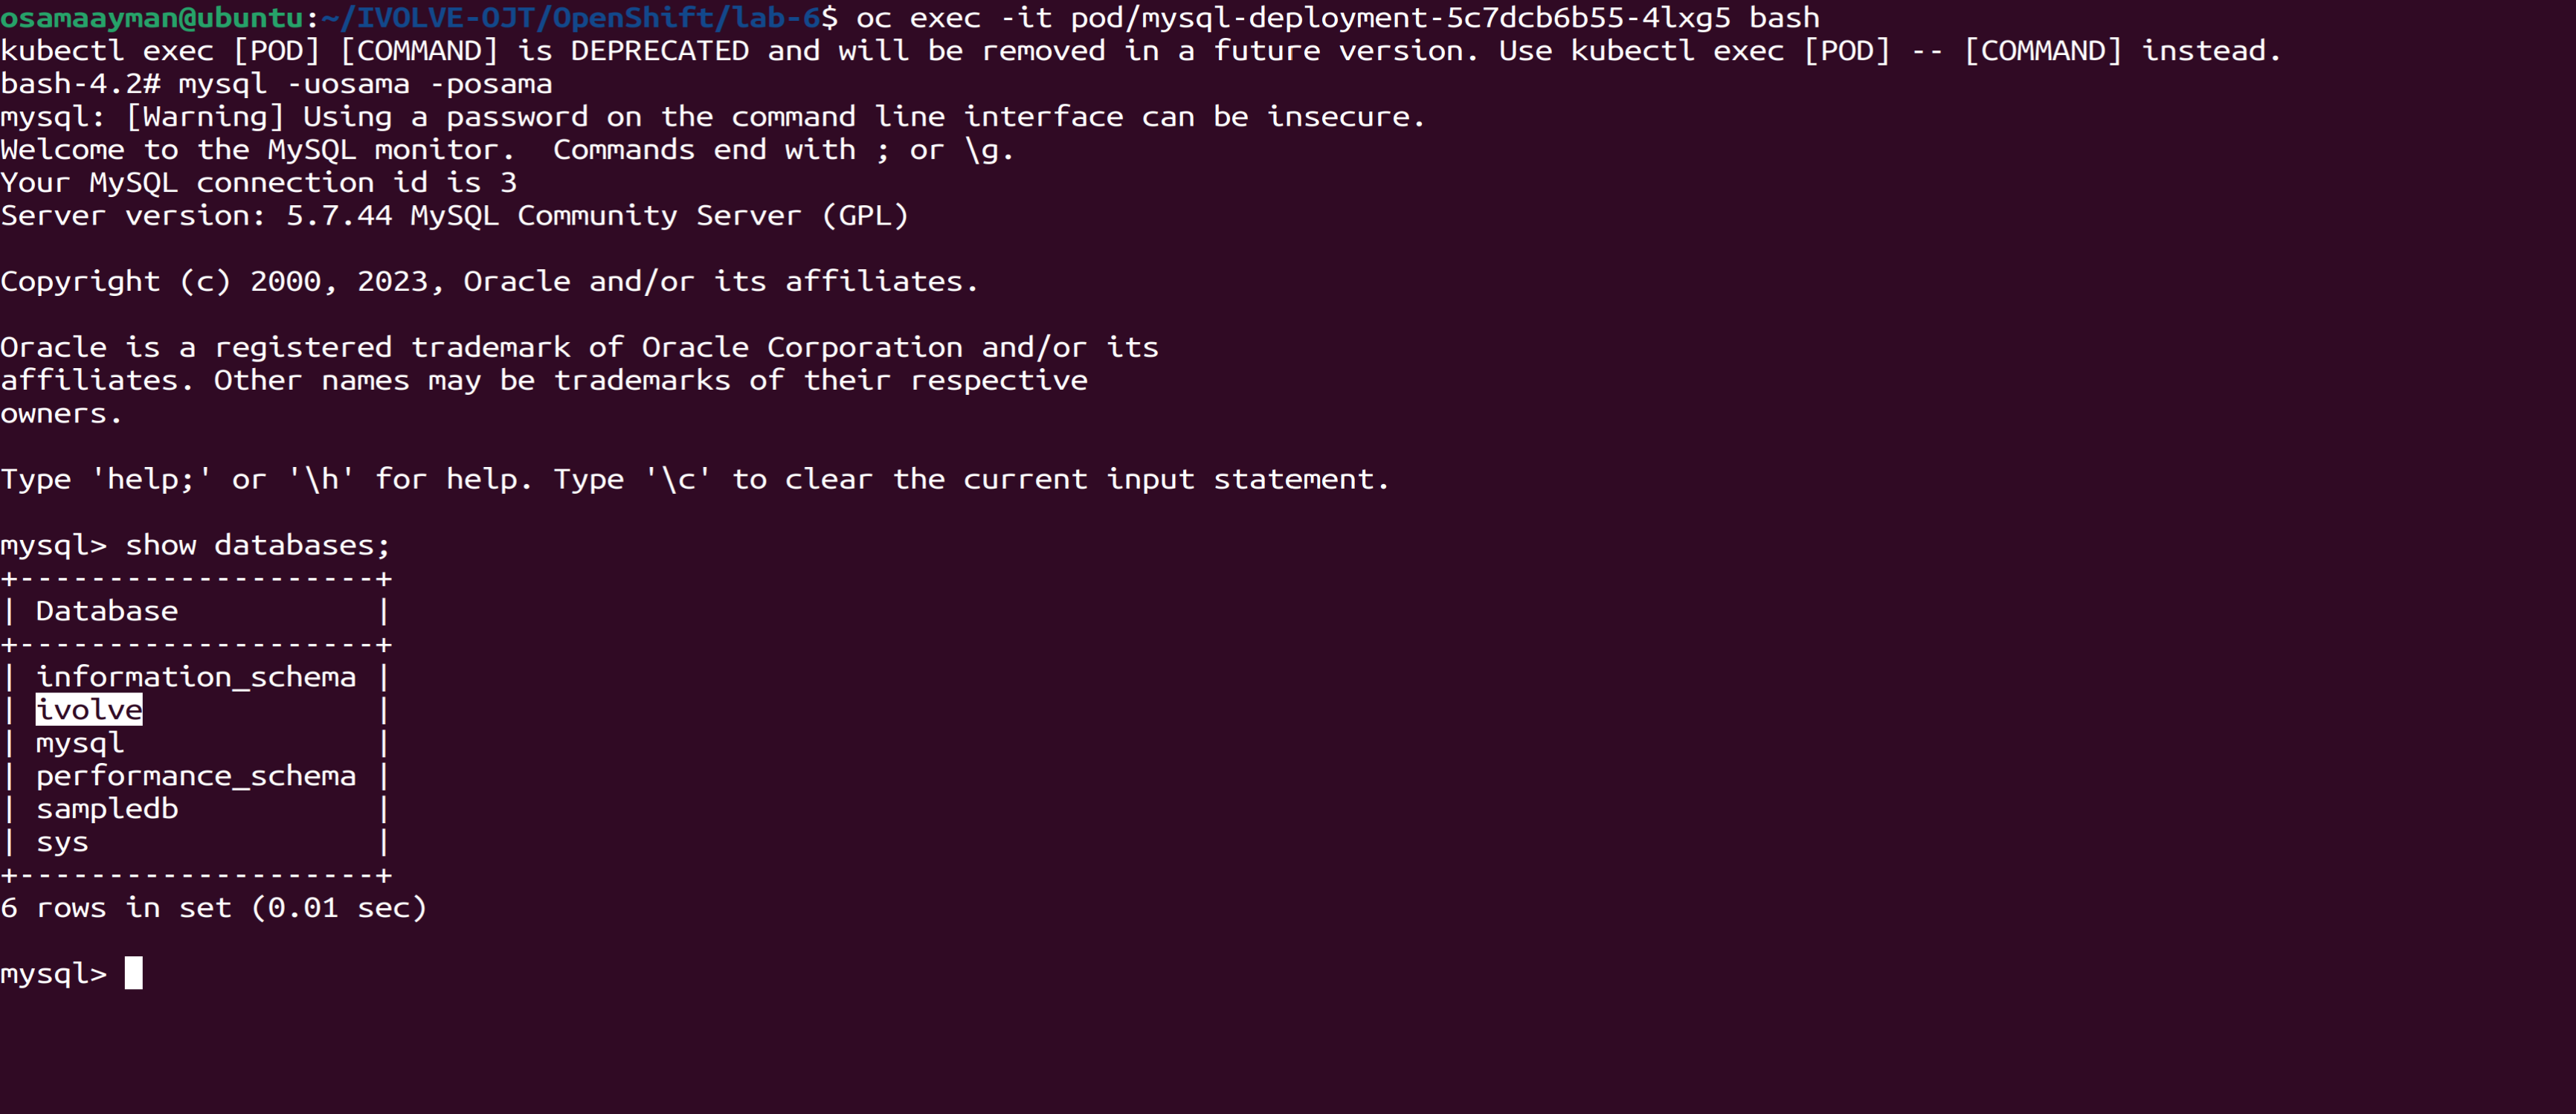 osamaayman@ubuntu:~/IVOLVE-OJT/OpenShift/lab-6$ oc exec -it pod/mysql-deployment-5c7dcb6b55-4lxg5 bash
kubectl exec [POD] [COMMAND] is DEPRECATED and will be removed in a future version. Use kubectl exec [POD] -- [COMMAND] instead.
bash-4.2# mysql -uosama -posama
mysql: [Warning] Using a password on the command line interface can be insecure.
Welcome to the MySQL monitor.  Commands end with ; or \g.
Your MySQL connection id is 3
Server version: 5.7.44 MySQL Community Server (GPL)

Copyright (c) 2000, 2023, Oracle and/or its affiliates.

Oracle is a registered trademark of Oracle Corporation and/or its
affiliates. Other names may be trademarks of their respective
owners.

Type 'help;' or '\h' for help. Type '\c' to clear the current input statement.

mysql> show databases;
+--------------------+
| Database           |
+--------------------+
| information_schema |
| ivolve             |
| mysql              |
| performance_schema |
| sampledb           |
| sys                |
+--------------------+
6 rows in set (0.01 sec)

mysql>